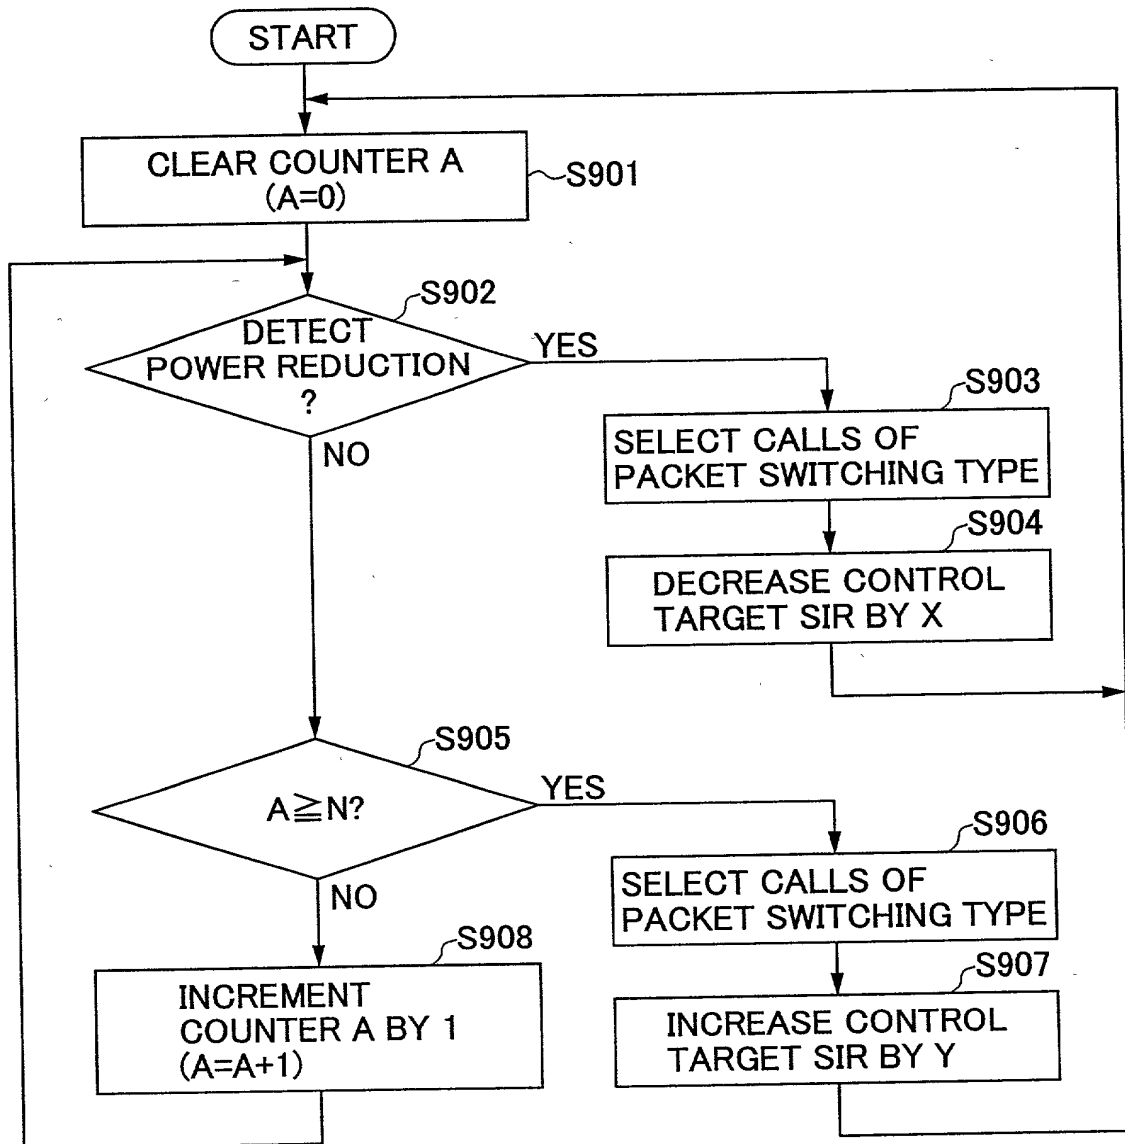 START
CLEAR COUNTER A
(A=0)
S901
S902
DETECT
POWER REDUCTION
?
YES
NO
S903
SELECT CALLS OF
PACKET SWITCHING TYPE
S904
DECREASE CONTROL
TARGET SIR BY X
S905
A≧N?
YES
NO
S906
SELECT CALLS OF
PACKET SWITCHING TYPE
S907
INCREASE CONTROL
TARGET SIR BY Y
S908
INCREMENT
COUNTER A BY 1
(A=A+1)